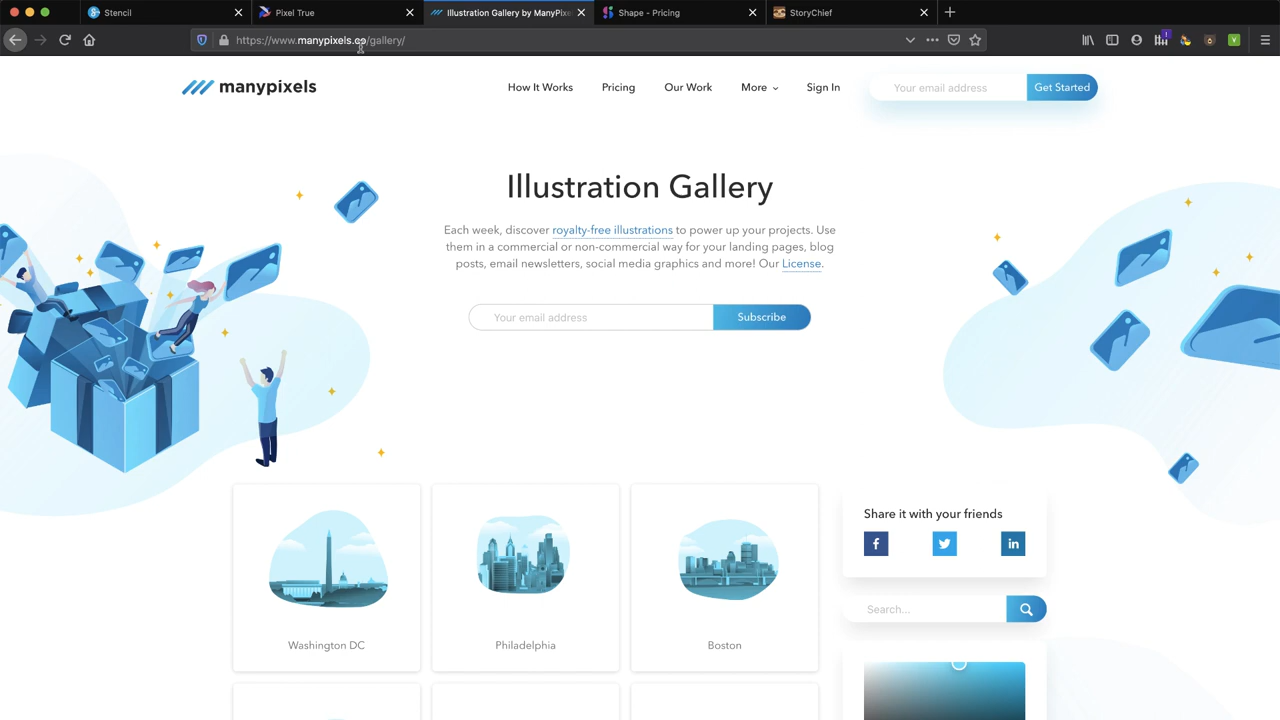 Stencil
Pixel True
Illustration Gallery by ManyPixe
Shape - Pricing
StoryChief
https://www.manypixels.co/gallery/
manypixels
How It Works
Pricing
Our Work
More
Sign In
Your email address
Get Started
Illustration Gallery
Each week, discover royalty-free illustrations to power up your projects. Use
them in a commercial or non-commercial way for your landing pages, blog
posts, email newsletters, social media graphics and more! Our License.
Your email address
Subscribe
Share it with your friends
Search...
Washington DC
Philadelphia
Boston